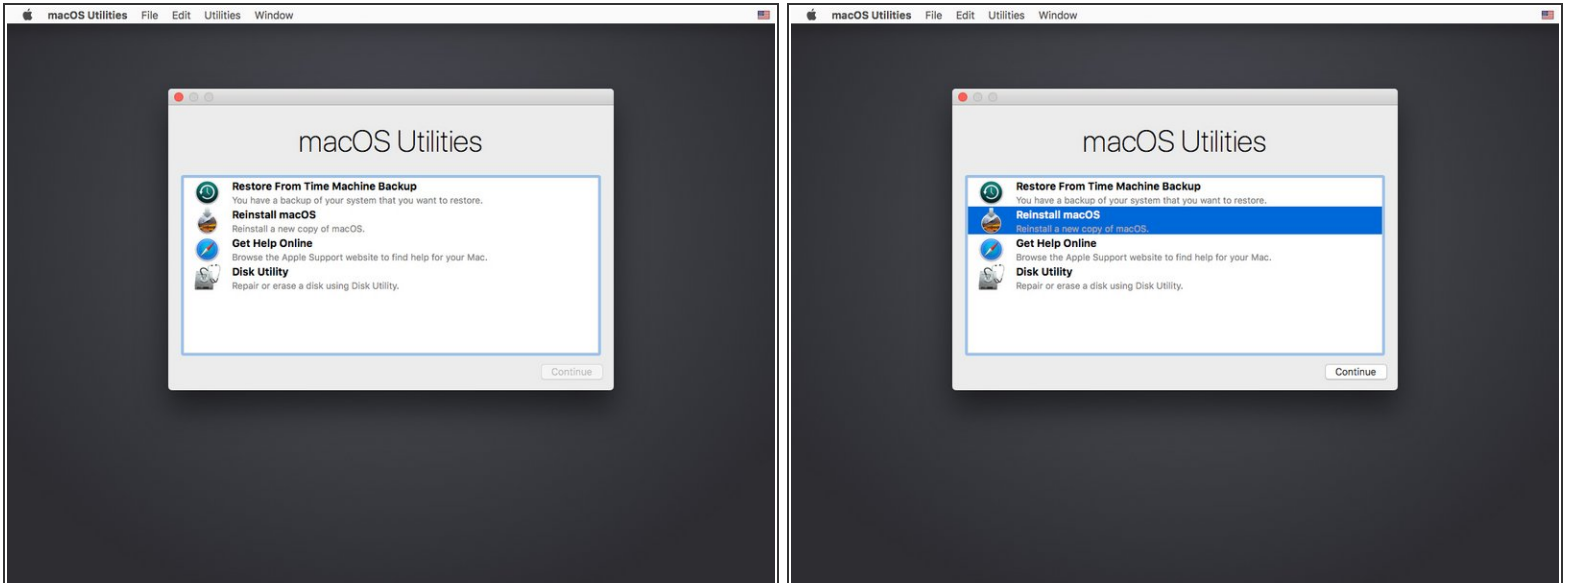 macOS Utilities File Edit Utilities Window
macOS Utilities
Restore From Time Machine Backup
You have a backup of your system that you want to restore.
Reinstall macOS
Reinstall a new copy of macOS.
Get Help Online
Browse the Apple Support website to find help for your Mac.
Disk Utility
Repair or erase a disk using Disk Utility.
Continue
macOS Utilities File Edit Utilities Window
macOS Utilities
Restore From Time Machine Backup
You have a backup of your system that you want to restore.
Reinstall macOS
Reinstall a new copy of macOS.
Get Help Online
Browse the Apple Support website to find help for your Mac.
Disk Utility
Repair or erase a disk using Disk Utility.
Continue